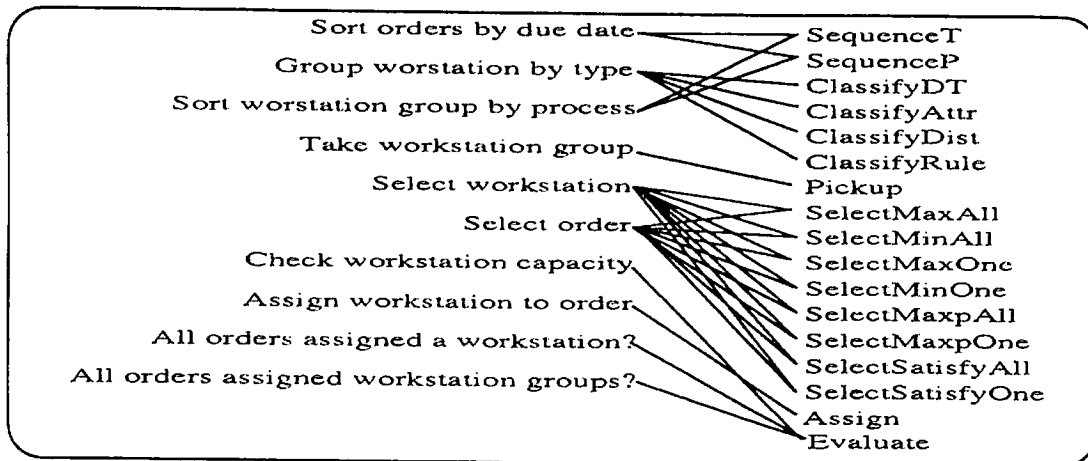 Sort orders by due date
Group worstation by type
Sort worstation group by process
Take workstation group
Select workstation
Select order
Check workstation capacity
Assign workstation to order
All orders assigned a workstation?
All orders assigned workstation groups?
SequenceT
SequenceP
ClassifyDT
ClassifyAttr
ClassifyDist
ClassifyRule
Pickup
SelectMaxAll
SelectMinAll
SelectMaxOne
SelectMinOne
SelectMaxpAll
SelectMaxpOne
SelectSatisfyAll
SelectSatisfyOne
Assign
Evaluate